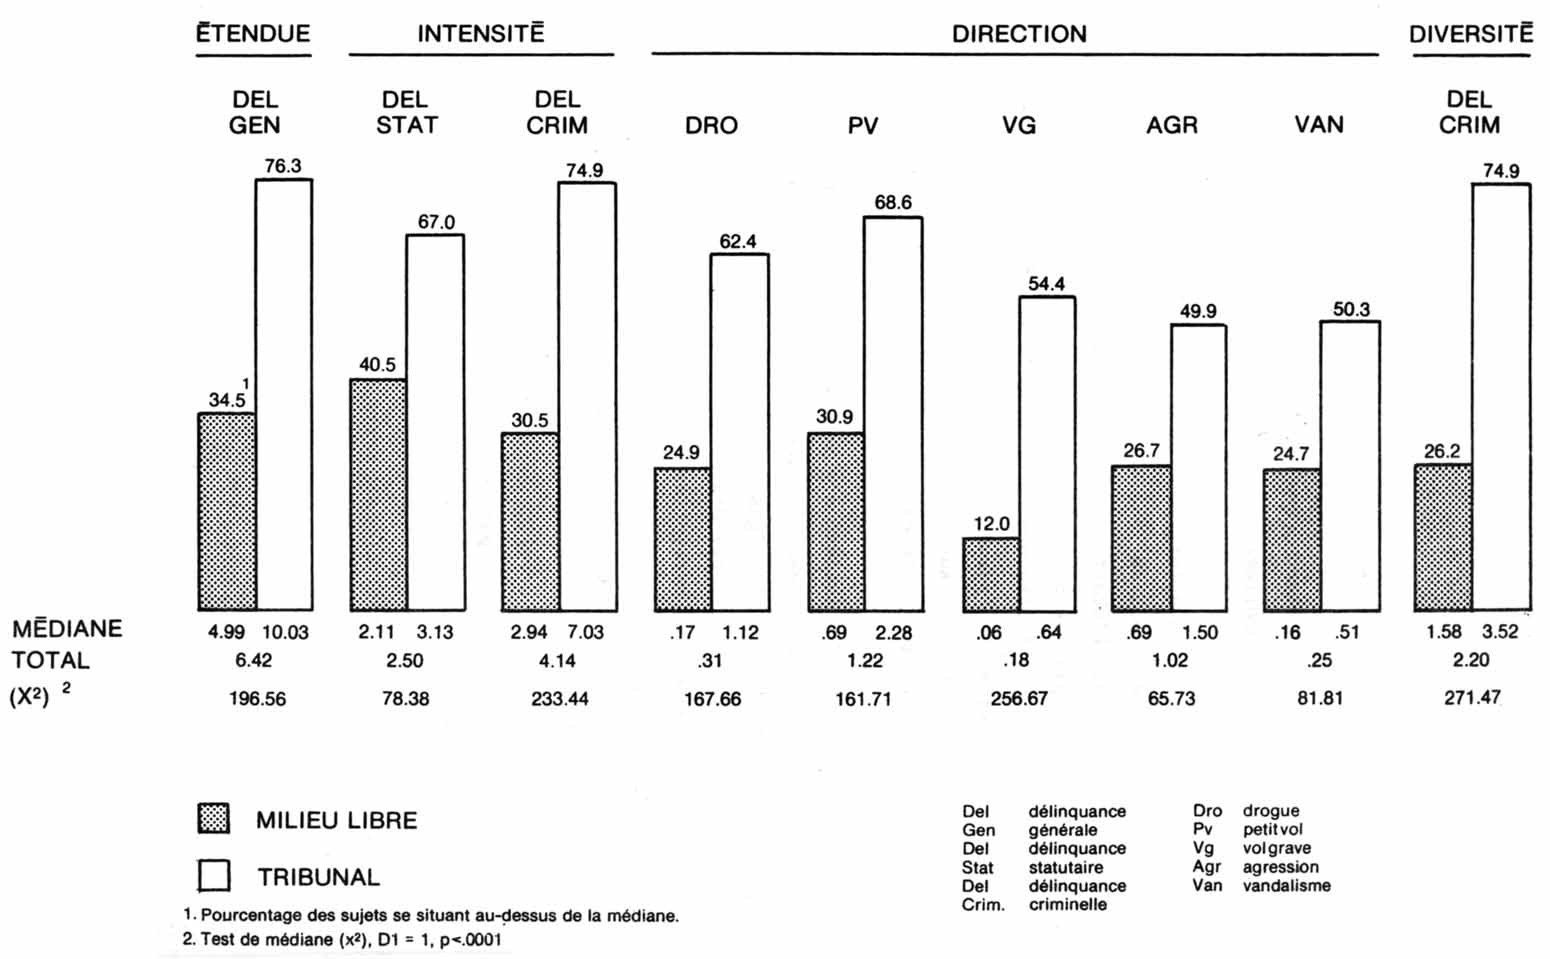 ĒTENDUE INTENSITĒ DIRECTION DIVERSITĒ
DEL DEL DEL DEL
GEN STAT CRIM DRO PV VG AGR VAN CRIM
76.3 67.0 74.9 62.4 68.6 54.4 49.9 50.3 74.9
34.5 1 40.5 30.5 24.9 30.9 12.0 26.7 24.7 26.2
MĒDIANE 4.99 10.03 2.11 3.13 2.94 7.03 .17 1.12 .69 2.28 .06 .64 .69 1.50 .16 .51 1.58 3.52
TOTAL 6.42 2.50 4.14 .31 1.22 .18 1.02 .25 2.20
(X²) 2 196.56 78.38 233.44 167.66 161.71 256.67 65.73 81.81 271.47
MILIEU LIBRE
TRIBUNAL
1. Pourcentage des sujets se situant au-dessus de la médiane.
2. Test de médiane (x²), D1 = 1, p<.0001
Del délinquance Dro drogue
Gen générale Pv petit vol
Del délinquance Vg vol grave
Stat statutaire Agr agression
Del délinquance Van vandalisme
Crim. criminelle